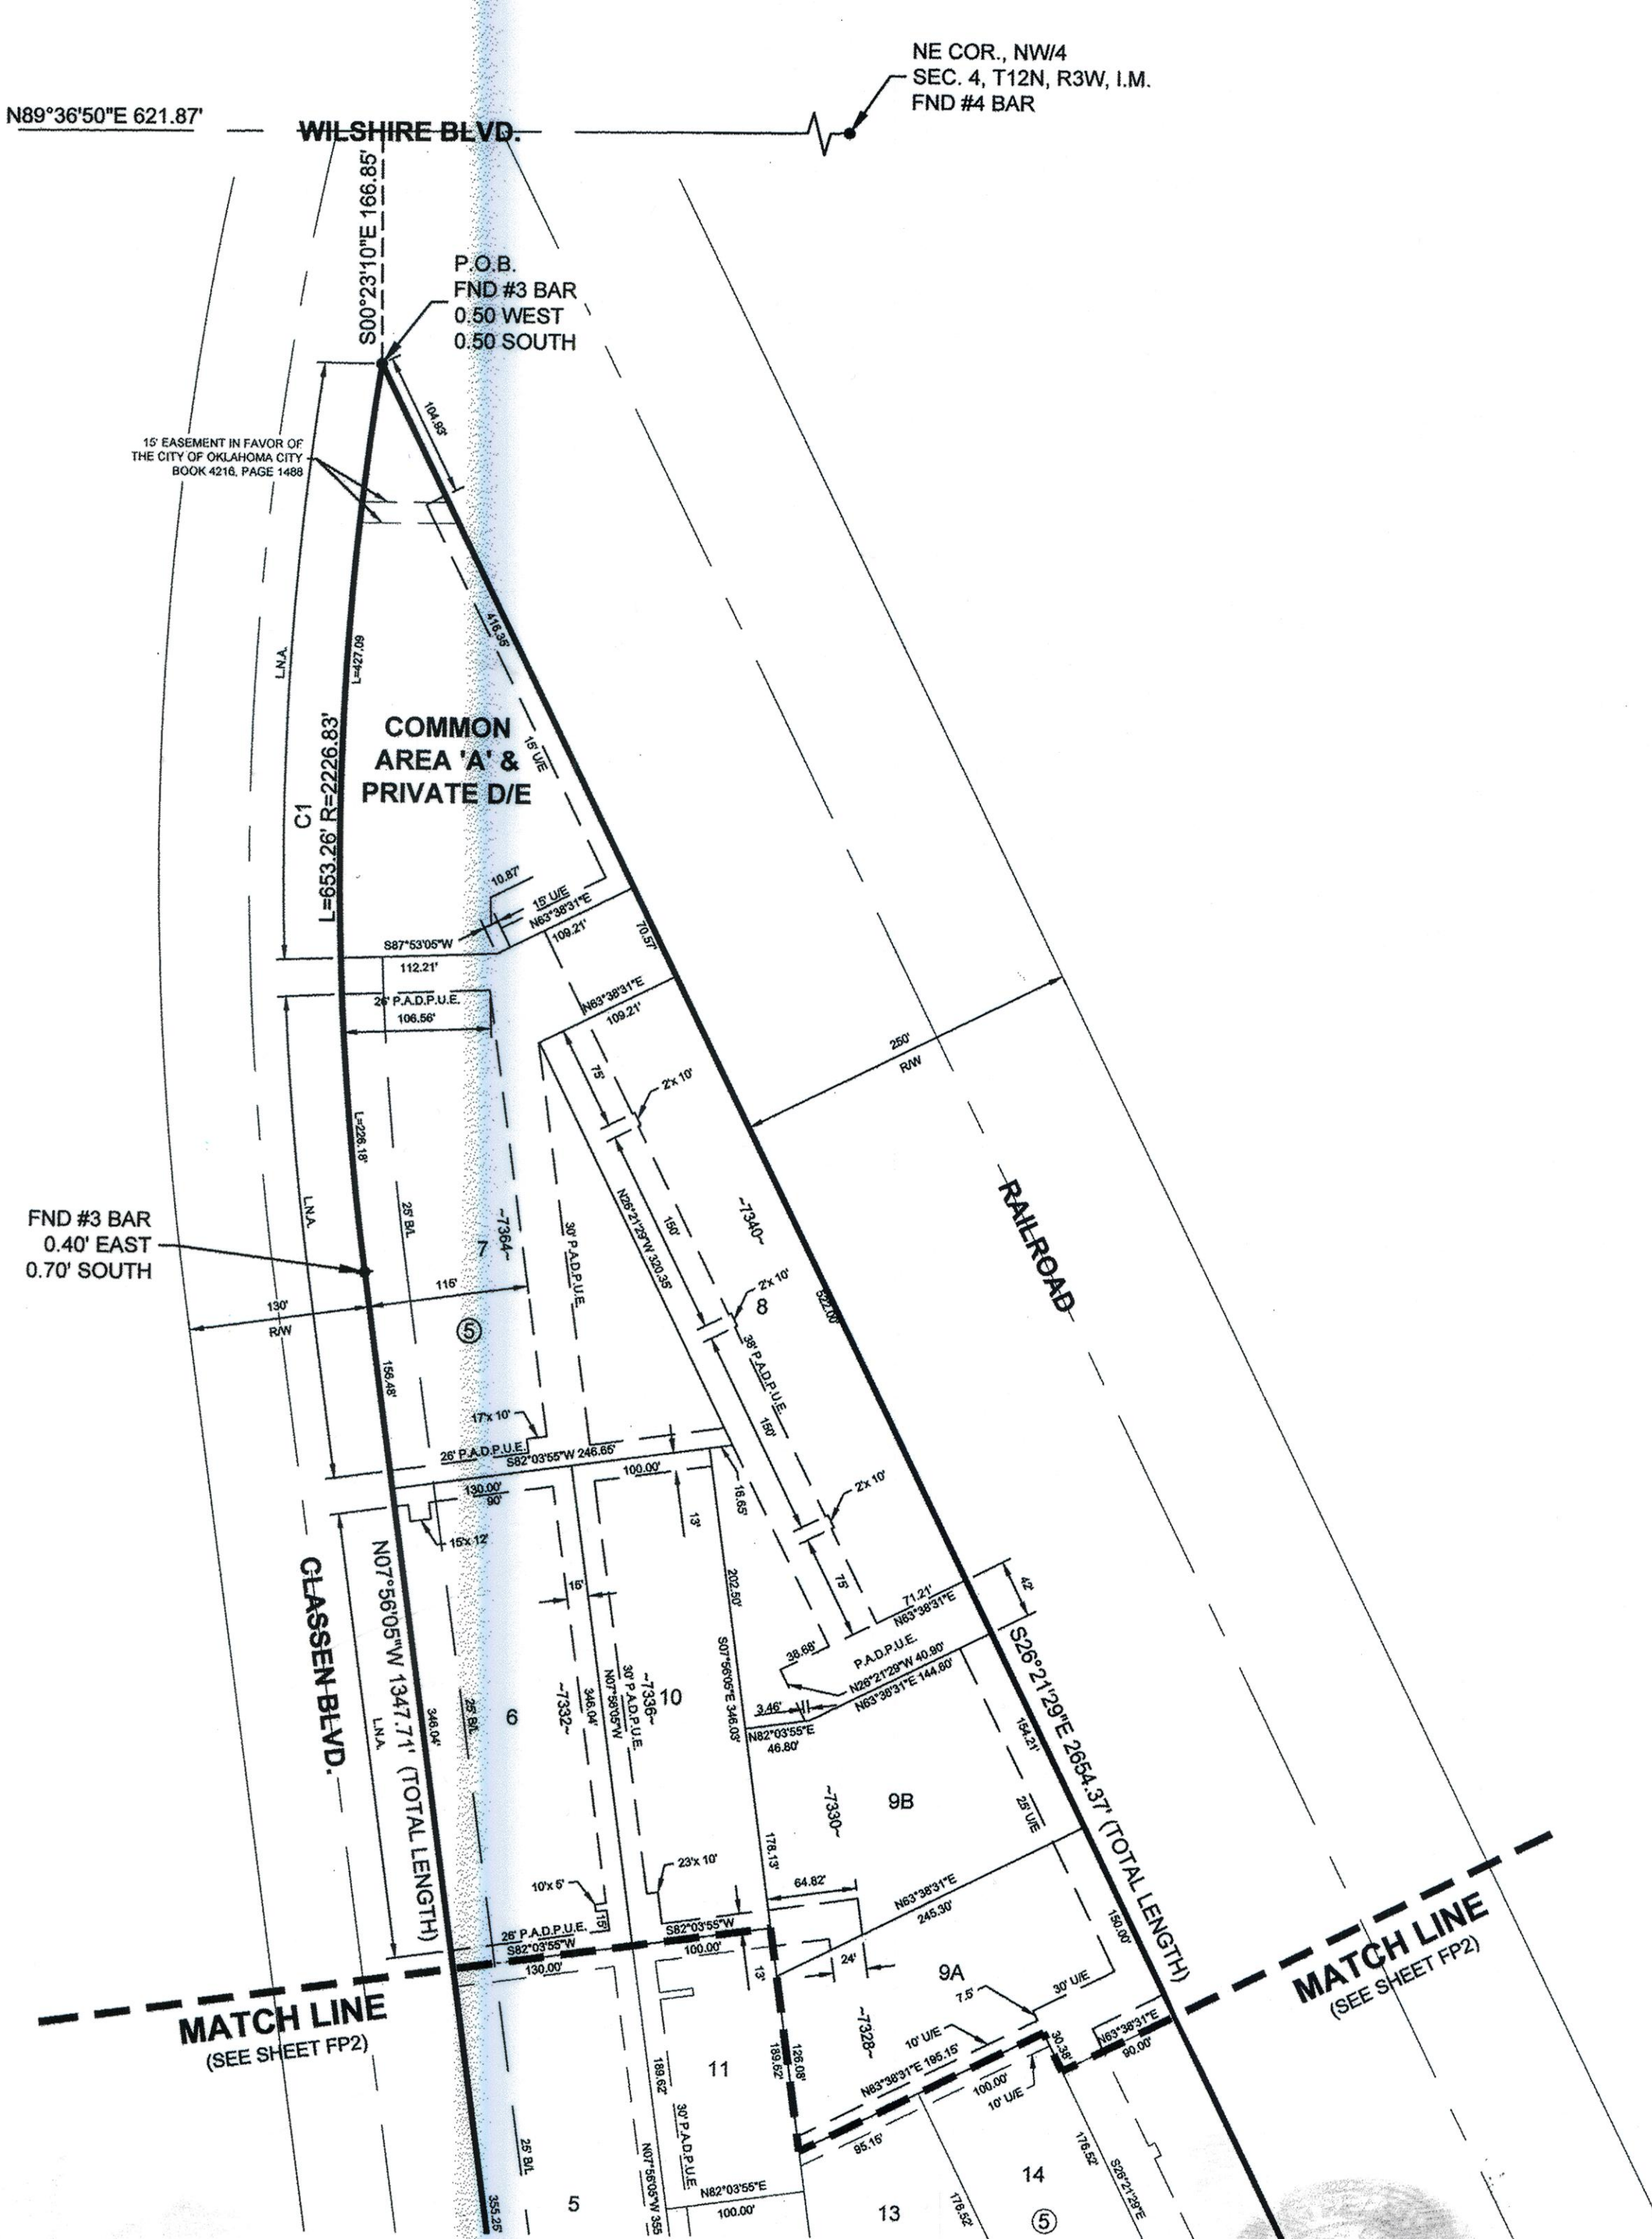 NE COR., NW/4
SEC. 4, T12N, R3W, I.M.
FND #4 BAR
N89°36'50"E 621.87'
WILSHIRE BLVD.
S00°23'10"E 166.85'
P.O.B.
FND #3 BAR
0.50 WEST
0.50 SOUTH
104.93'
15' EASEMENT IN FAVOR OF
THE CITY OF OKLAHOMA CITY
BOOK 4216, PAGE 1488
L.N.A.
L=427.09
416.35'
C1
L=653.26' R=2226.83'
COMMON
AREA 'A' &
PRIVATE D/E
15' U/E
10.87'
15' U/E
N63°38'31"E
109.21'
S87°53'05"W
112.21'
70.57'
26' P.A.D.P.U.E.
106.56'
N63°38'31"E
109.21'
250'
R/W
75'
2'x 10'
L=226.18'
L.N.A.
25' B/L
~7364~
7
30' P.A.D.P.U.E.
N26°21'29"W 320.35'
150'
~7340~
RAILROAD
FND #3 BAR
0.40' EAST
0.70' SOUTH
115'
130'
R/W
5
2'x 10'
8
522.00'
38' P.A.D.P.U.E.
156.48'
17'x 10'
150'
26' P.A.D.P.U.E.
S82°03'55"W 246.65'
100.00'
130.00'
90'
16.65'
13'
2'x 10'
15'x 12'
CLASSEN BLVD.
N07°56'05"W 1347.71' (TOTAL LENGTH)
L.N.A.
346.04'
25' B/L
6
15'
~7332~
346.04'
N07°56'05"W
30' P.A.D.P.U.E.
~7336~
10
202.50'
S07°56'05"E 346.03'
75'
71.21'
N63°38'31"E
42'
38.68'
P.A.D.P.U.E.
N26°21'29"W 40.90'
N63°38'31"E 144.60'
3.46'
N82°03'55"E
46.80'
S26°21'29"E 2654.37' (TOTAL LENGTH)
154.21'
25' U/E
~7330~
9B
178.13'
23'x 10'
10'x 5'
15'
64.82'
N63°38'31"E
245.30'
26' P.A.D.P.U.E.
S82°03'55"W
130.00'
S82°03'55"W
100.00'
13'
24'
9A
150.00'
7.5'
30' U/E
MATCH LINE
(SEE SHEET FP2)
MATCH LINE
(SEE SHEET FP2)
~7328~
10' U/E
N63°38'31"E 195.15'
30.38'
N63°38'31"E
90.00'
100.00'
10' U/E
126.08'
189.62'
11
189.62'
30' P.A.D.P.U.E.
95.15'
176.52'
S26°21'29"E
14
5
25' B/L
355.25'
5
N07°56'05"W 355
N82°03'55"E
100.00'
13
176.52'